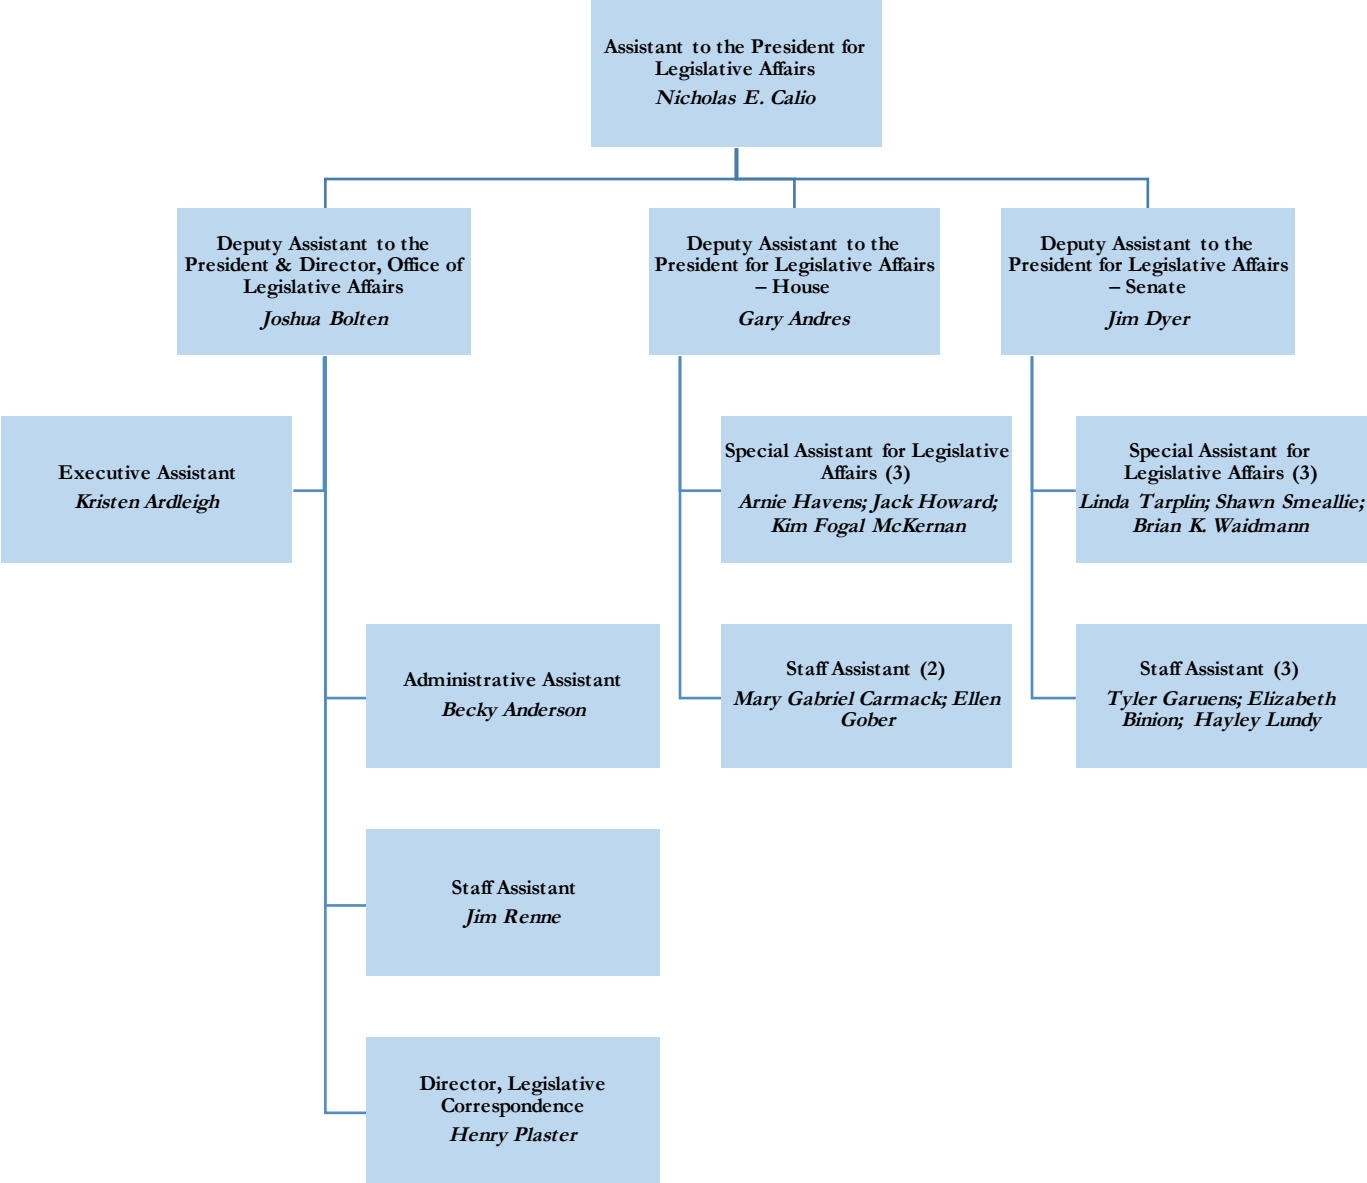 Assistant to the President for
Legislative Affairs
Nicholas E. Calio
Deputy Assistant to the
President & Director, Office of
Legislative Affairs
Joshua Bolten
Deputy Assistant to the
President for Legislative Affairs
– House
Gary Andres
Deputy Assistant to the
President for Legislative Affairs
– Senate
Jim Dyer
Executive Assistant
Kristen Ardleigh
Special Assistant for Legislative
Affairs (3)
Arnie Havens; Jack Howard;
Kim Fogal McKernan
Special Assistant for
Legislative Affairs (3)
Linda Tarplin; Shawn Smeallie;
Brian K. Waidmann
Administrative Assistant
Becky Anderson
Staff Assistant (2)
Mary Gabriel Carmack; Ellen
Gober
Staff Assistant (3)
Tyler Garuens; Elizabeth
Binion; Hayley Lundy
Staff Assistant
Jim Renne
Director, Legislative
Correspondence
Henry Plaster